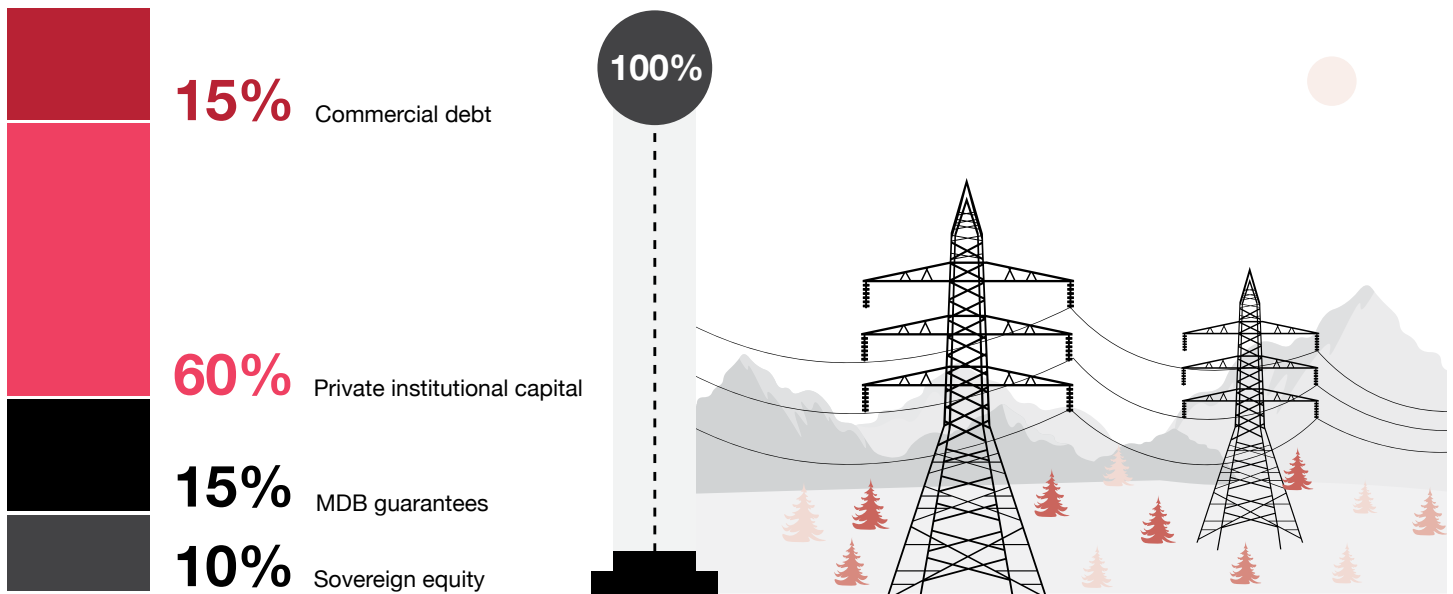 15% Commercial debt
60% Private institutional capital
15% MDB guarantees
10% Sovereign equity
100%